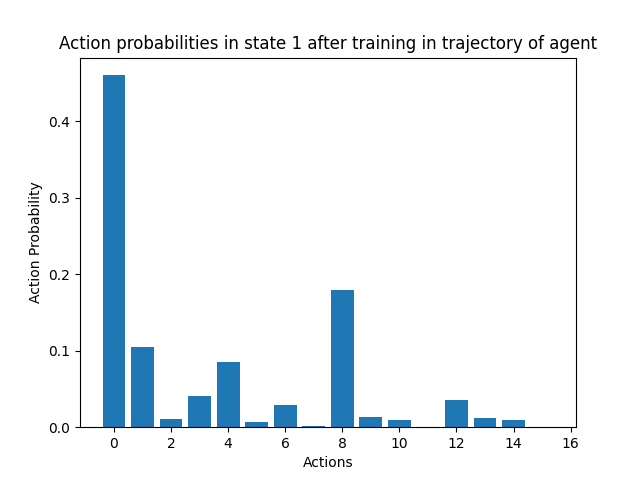 Action probabilities in state 1 after training in trajectory of agent
0.4
0.3
0.2
0.1
0.0
Action Probability
0 2 4 6 8 10 12 14 16
Actions